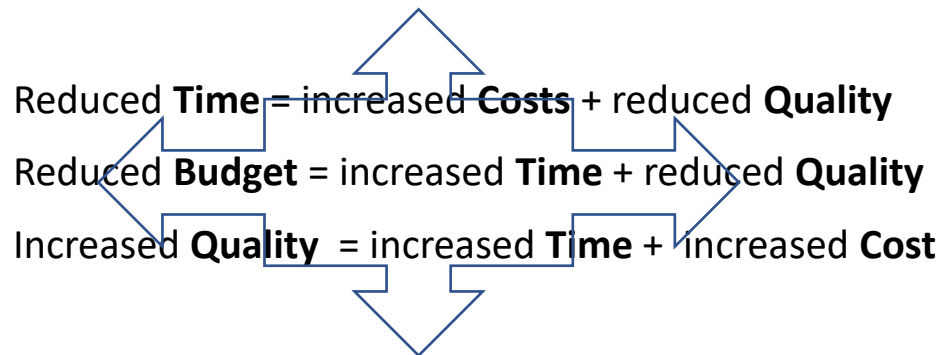 Reduced Time = increased Costs + reduced Quality
Reduced Budget = increased Time + reduced Quality
Increased Quality = increased Time + increased Cost